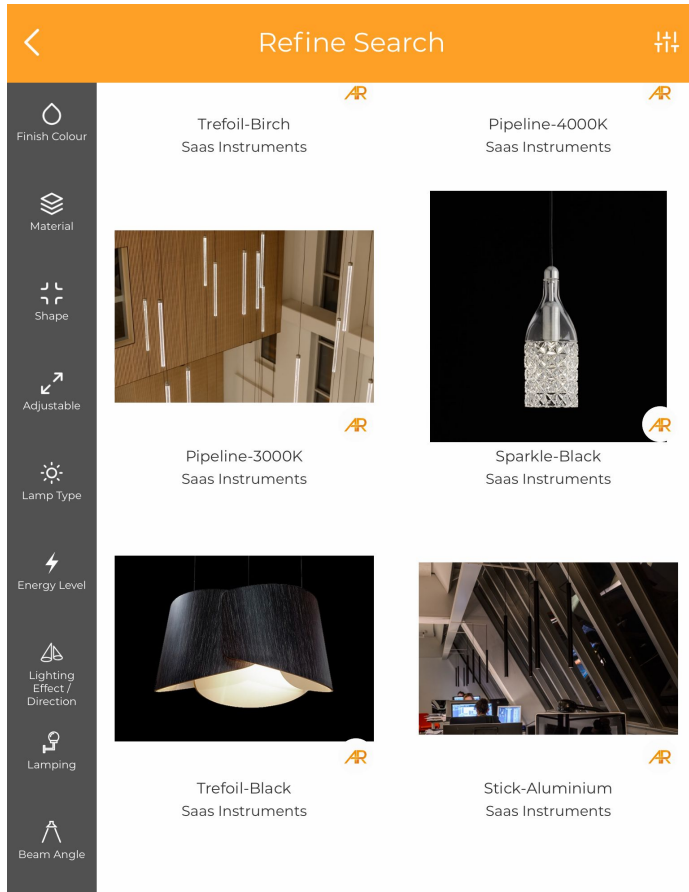 Refine Search
Finish Colour
Material
Shape
Adjustable
Lamp Type
Energy Level
Lighting
Effect /
Direction
Lamping
Beam Angle
AR
AR
Trefoil-Birch
Saas Instruments
Pipeline-4000K
Saas Instruments
AR
AR
Pipeline-3000K
Saas Instruments
Sparkle-Black
Saas Instruments
AR
AR
Trefoil-Black
Saas Instruments
Stick-Aluminium
Saas Instruments